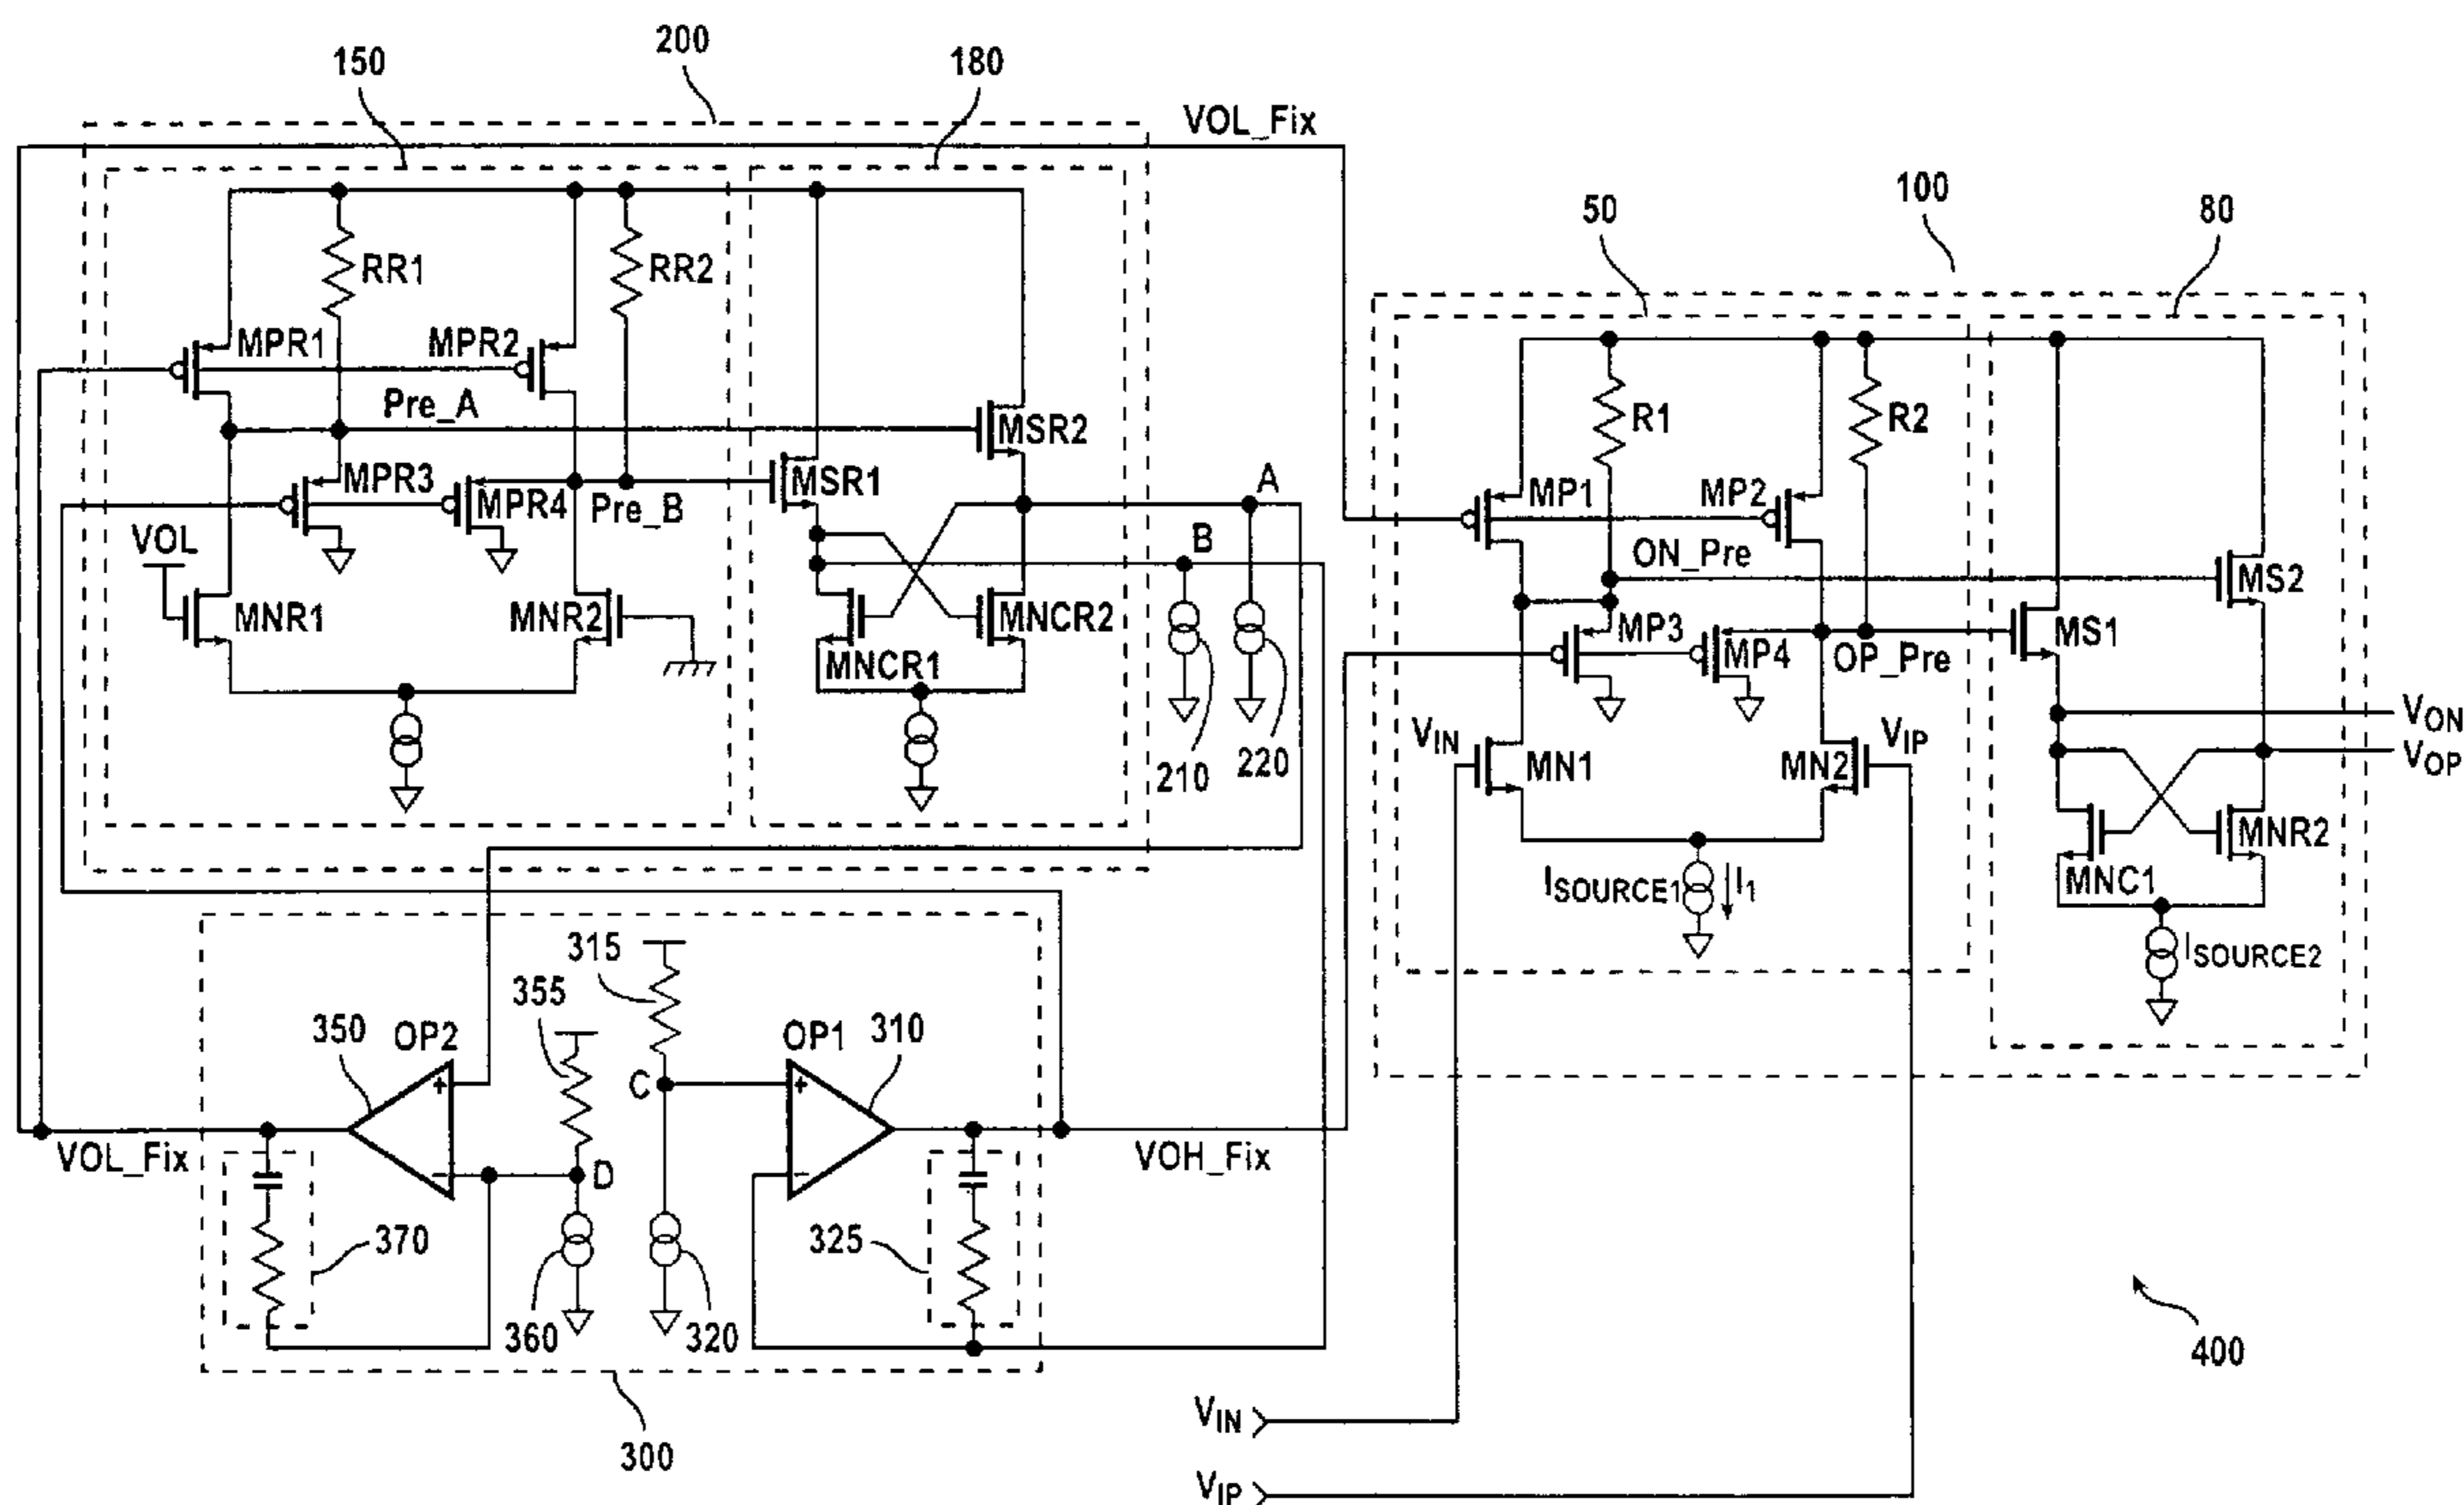 200
150
180
VOL_Fix
100
50
80
RR1
RR2
MPR1
MPR2
Pre_A
MSR2
R1
R2
MPR3
MPR4
Pre_B
MSR1
A
MP1
MP2
VOL
B
ON_Pre
MS2
MNR1
MNR2
MNCR2
MP3
MP4
MS1
MNCR1
OP_Pre
VON
VIN
VIP
VOP
210
220
MN1
MN2
MNR2
MNC1
ISOURCE1
I1
ISOURCE2
315
355
350
OP2
OP1
310
C
+
+
VOL_Fix
–
D
–
VOH_Fix
370
325
360
320
400
VIN
300
VIP